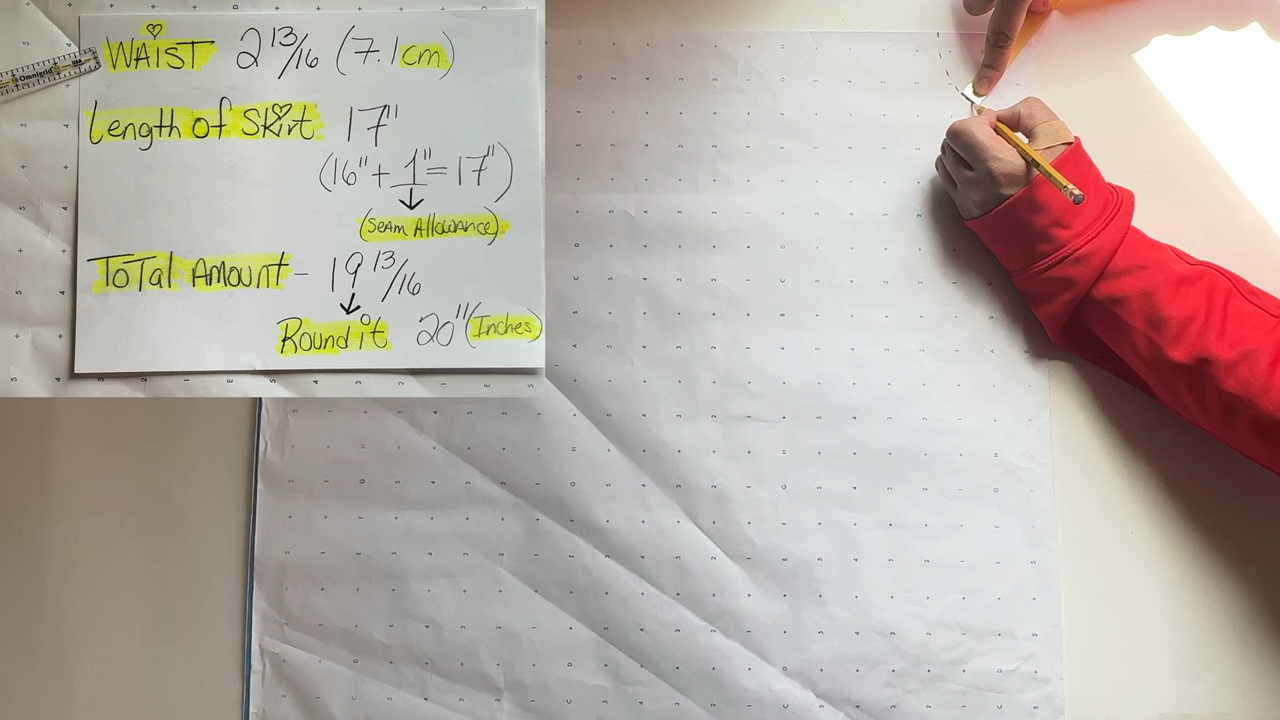 WAIST 2 13/16 (7.1cm)
Omnigrid
Length of Skirt 17"
(16" + 1" = 17")
(Seam Allowance)
Total Amount - 19 13/16
Round it 20" (Inches)